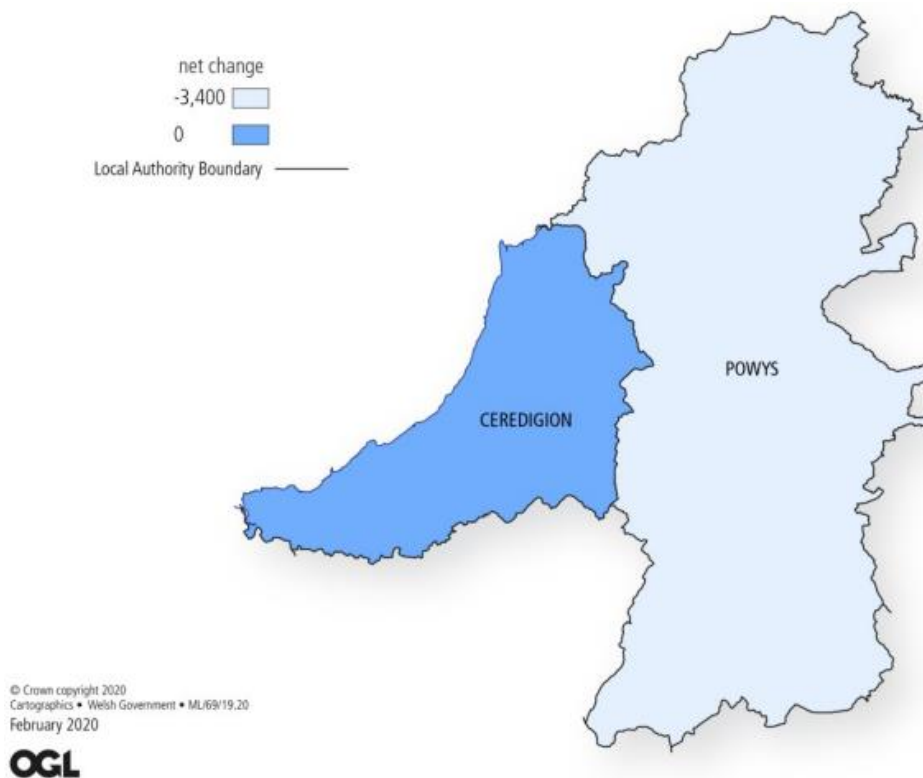 net change
-3,400
0
Local Authority Boundary
POWYS
CEREDIGION
© Crown copyright 2020
Cartographics • Welsh Government • ML/69/19.20
February 2020
OGL